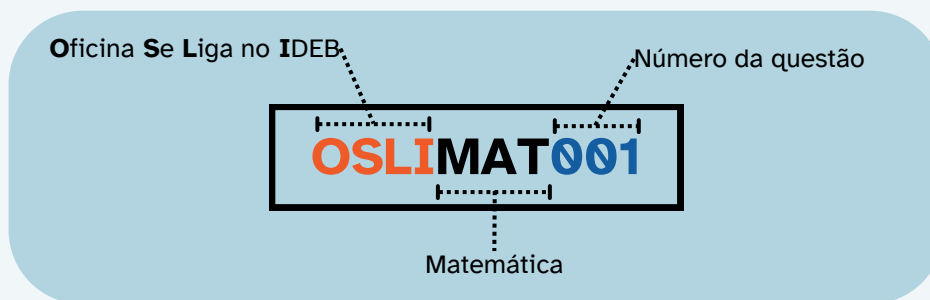 Oficina Se Liga no IDEB
Número da questão
OSLIMAT001
Matemática